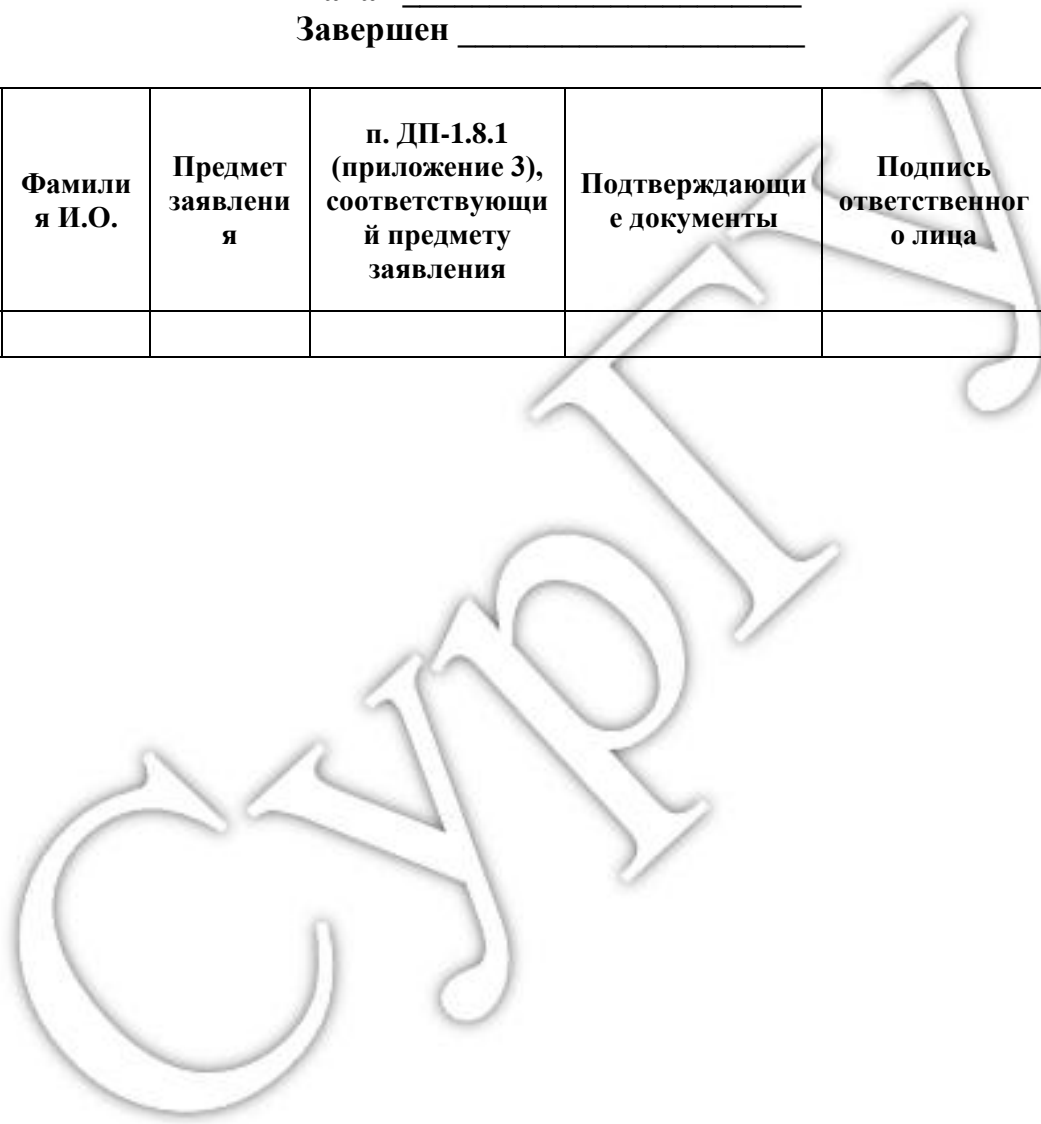 Завершен ____________________
Фамили
я И.О.
Предмет
заявлени
я
п. ДП-1.8.1
(приложение 3),
соответствующи
й предмету
заявления
Подтверждающи
е документы
Подпись
ответственног
о лица
СурГУ